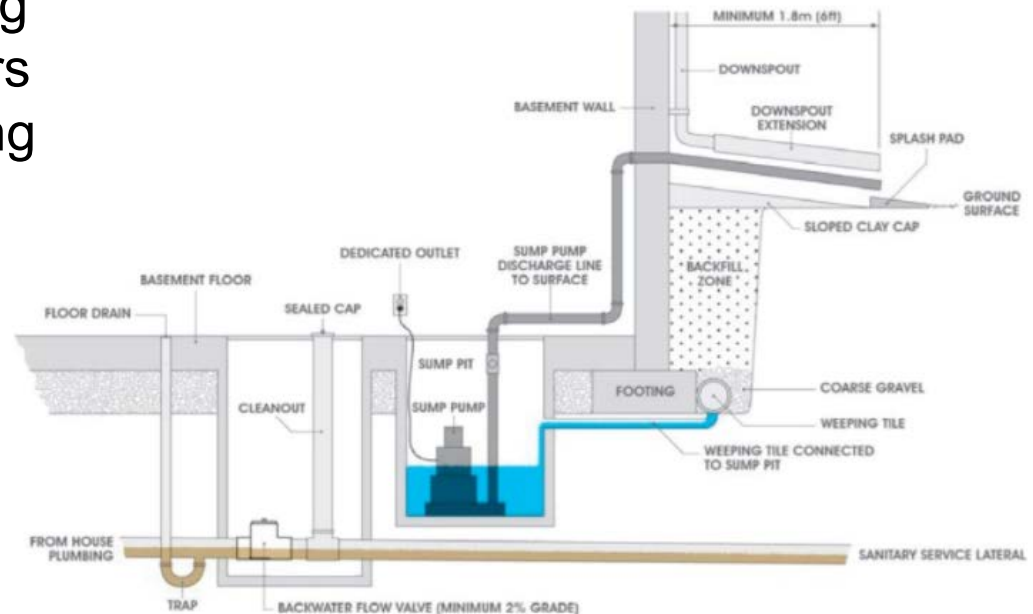 ng
rs
ng
MINIMUM 1.8m (6ft)
DOWNSPOUT
BASEMENT WALL
DOWNSPOUT
EXTENSION
SPLASH PAD
GROUND
SURFACE
SLOPED CLAY CAP
DEDICATED OUTLET
SUMP PUMP
DISCHARGE LINE
TO SURFACE
BACKFILL
ZONE
BASEMENT FLOOR
FLOOR DRAIN
SEALED CAP
SUMP PIT
FOOTING
COARSE GRAVEL
CLEANOUT
SUMP PUMP
WEEPING TILE
WEEPING TILE CONNECTED
TO SUMP PIT
FROM HOUSE
PLUMBING
SANITARY SERVICE LATERAL
TRAP
BACKWATER FLOW VALVE (MINIMUM 2% GRADE)